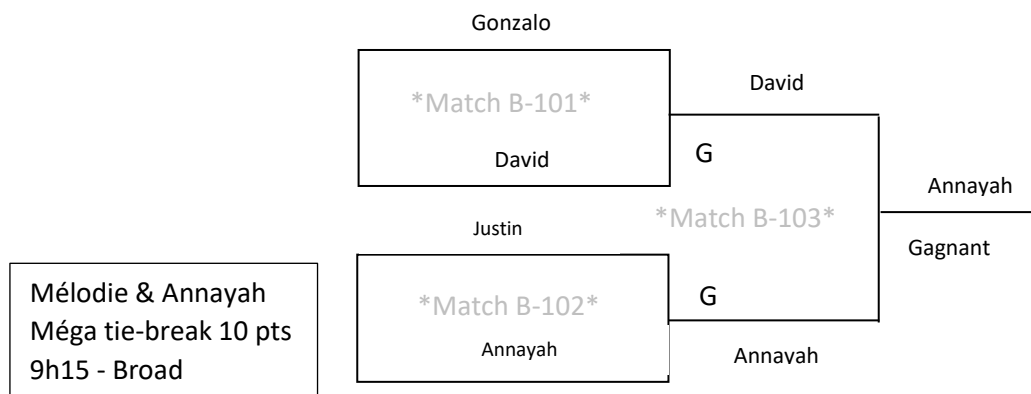 Gonzalo
*Match B-101*
David
David
G
Annayah
*Match B-103*
Gagnant
Justin
*Match B-102*
G
Annayah
Annayah
Mélodie & Annayah
Méga tie-break 10 pts
9h15 - Broad